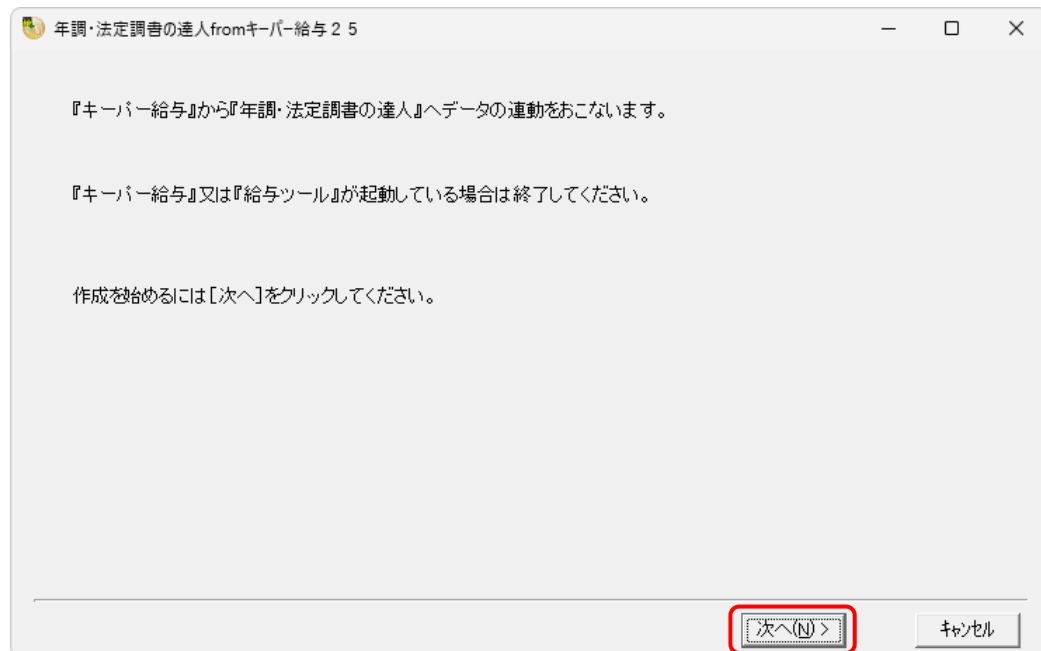 年調・法定調書の達人fromキーパー給与２５
『キーパー給与』から『年調・法定調書の達人』へデータの連動をおこないます。
『キーパー給与』又は『給与ツール』が起動している場合は終了してください。
作成を始めるには［次へ］をクリックしてください。
次へ(N) >
キャンセル